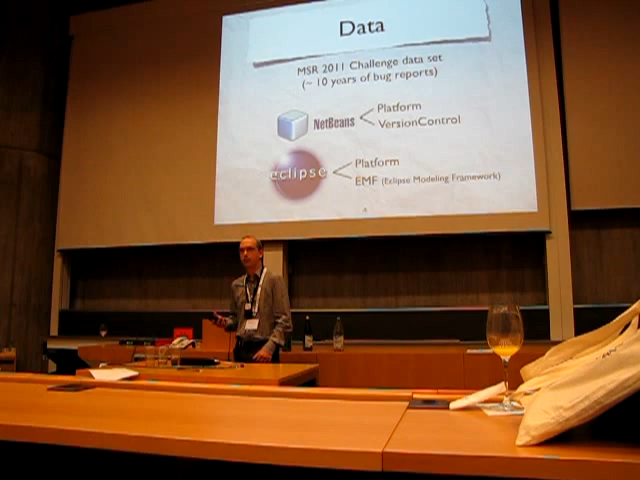 Data
MSR 2011 Challenge data set
(~ 10 years of bug reports)
NetBeans
Platform
VersionControl
eclipse
Platform
EMF (Eclipse Modeling Framework)